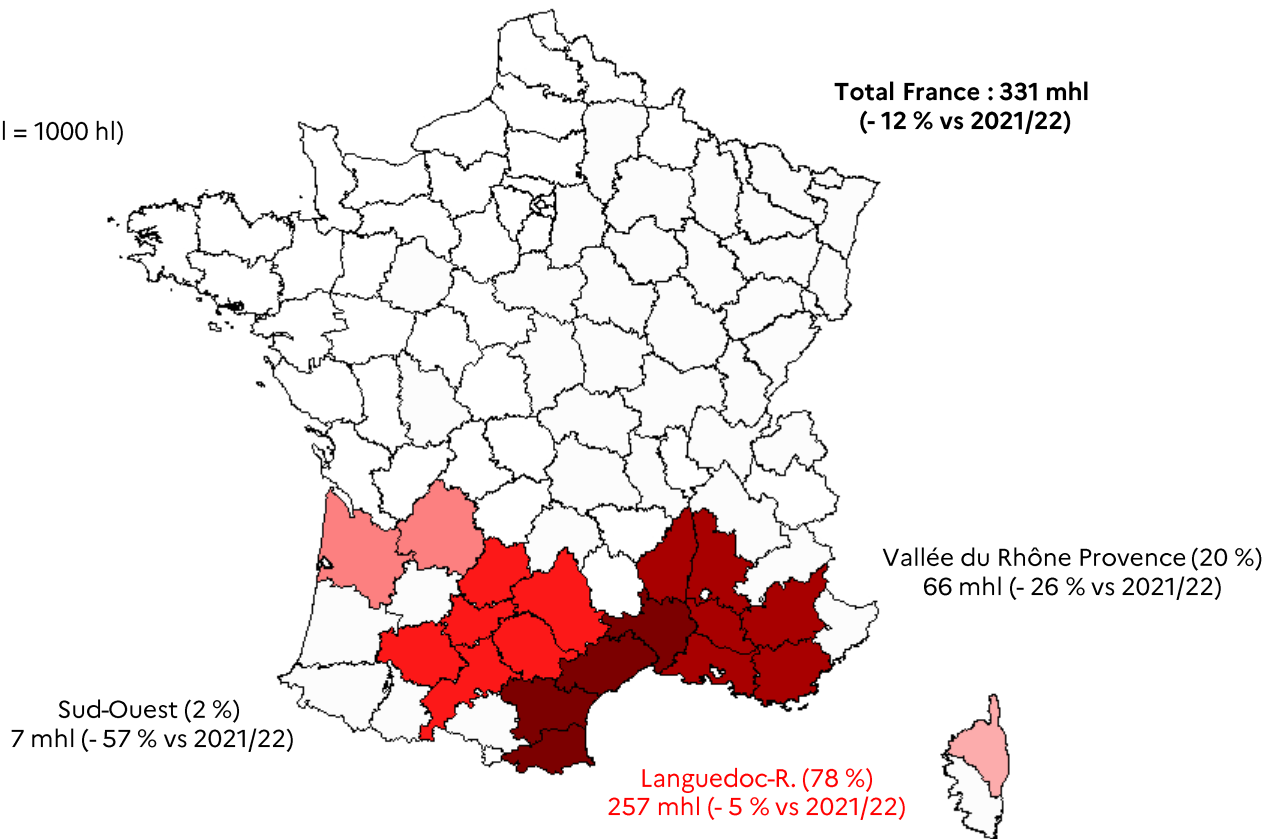 Total France : 331 mhl
(- 12 % vs 2021/22)
l = 1000 hl)
Vallée du Rhône Provence (20 %)
66 mhl (- 26 % vs 2021/22)
Sud-Ouest (2 %)
7 mhl (- 57 % vs 2021/22)
Languedoc-R. (78 %)
257 mhl (- 5 % vs 2021/22)